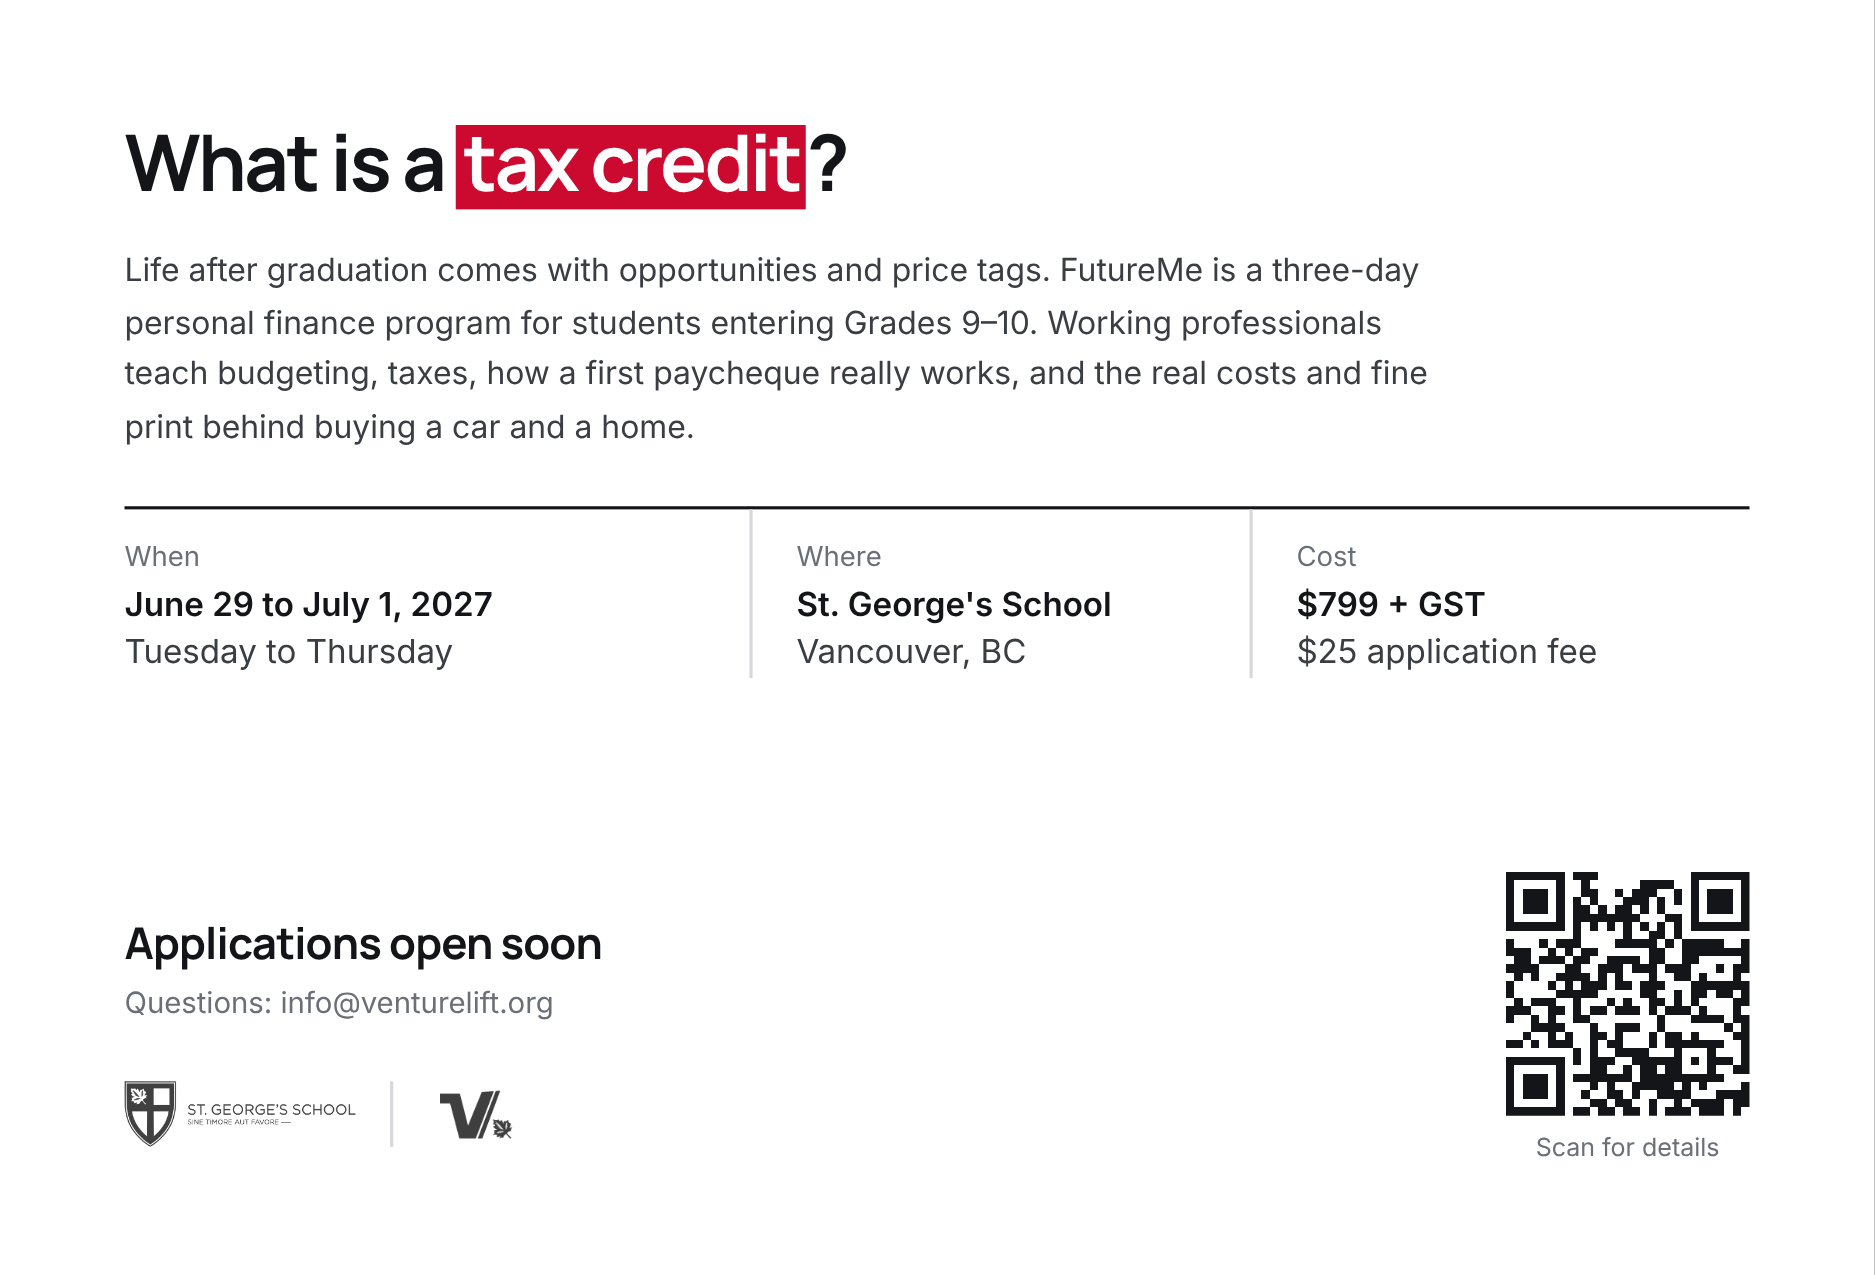 What is a tax credit?
Life after graduation comes with opportunities and price tags. FutureMe is a three-day
personal finance program for students entering Grades 9–10. Working professionals
teach budgeting, taxes, how a first paycheque really works, and the real costs and fine
print behind buying a car and a home.
When
June 29 to July 1, 2027
Tuesday to Thursday
Where
St. George's School
Vancouver, BC
Cost
$799 + GST
$25 application fee
Applications open soon
Questions: info@venturelift.org
ST. GEORGE'S SCHOOL
SINE TIMORE AUT FAVORE
Scan for details